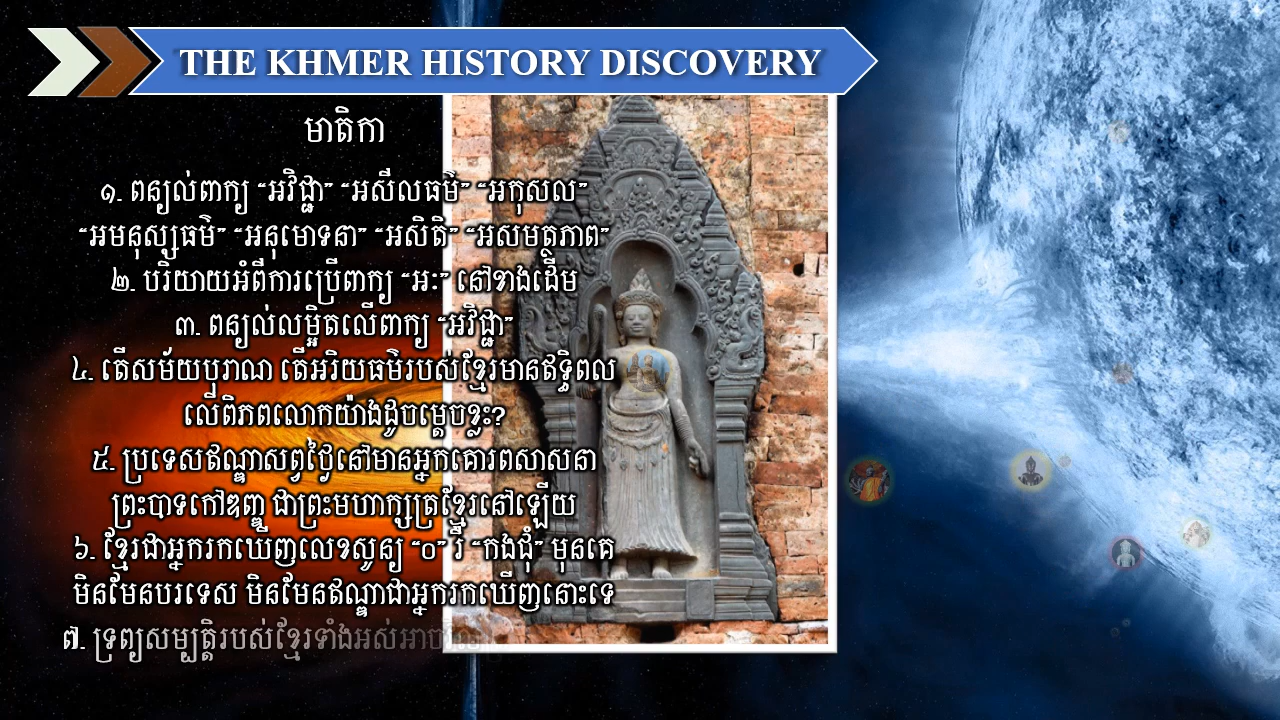 THE KHMER HISTORY DISCOVERY
មាតិកា
១. ពន្យល់ពាក្យ “អវិជ្ជា” “អសីលធម៌” “អកុសល”
“អមនុស្សធម៌” “អនុមោទនា” “អសិតិ” “អសមត្ថភាព”
២. បរិយាយអំពីការប្រើពាក្យ “អៈ” នៅខាងដើម
៣. ពន្យល់លម្អិតលើពាក្យ “អវិជ្ជា”
៤. តើសម័យបុរាណ តើអរិយធម៌របស់ខ្មែរមានឥទ្ធិពល
លើពិភពលោកយ៉ាងដូចម្ដេចខ្លះ?
៥. ប្រទេសឥណ្ឌាសព្វថ្ងៃនៅមានអ្នកគោរពសាសនា
ព្រះបាទកៅឌញ្ញ ជាព្រះមហាក្សត្រខ្មែរនៅឡើយ
៦. ខ្មែរជាអ្នករកឃើញលេខសូន្យ “០” រឺ “កងជុំ” មុនគេ
មិនមែនបរទេស មិនមែនឥណ្ឌាជាអ្នករកឃើញនោះទេ
៧. ទ្រព្យសម្បត្តិរបស់ខ្មែរទាំងអស់អាច